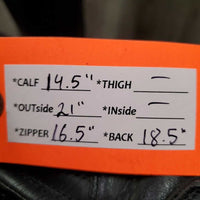 *CALF 14.5" *THIGH —
*OUTside 21" *INside —
*ZIPPER 16.5" *BACK 18.5"